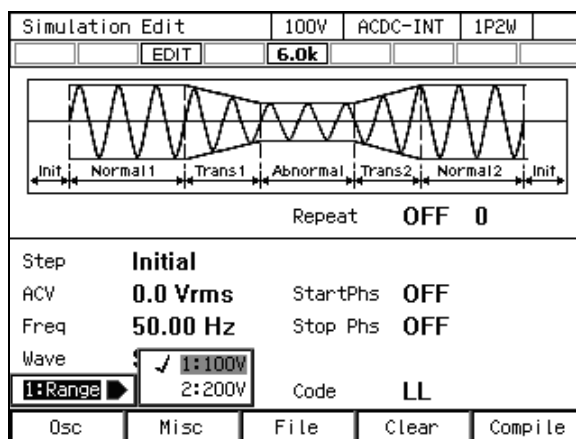 Simulation Edit 100V ACDC-INT 1P2W
EDIT 6.0k
Init Normal1 Trans1 Abnormal Trans2 Normal2 Init
Repeat OFF 0
Step Initial
ACV 0.0 Vrms StartPhs OFF
Freq 50.00 Hz Stop Phs OFF
Wave
✓ 1:100V
1:Range 2:200V Code LL
Osc Misc File Clear Compile